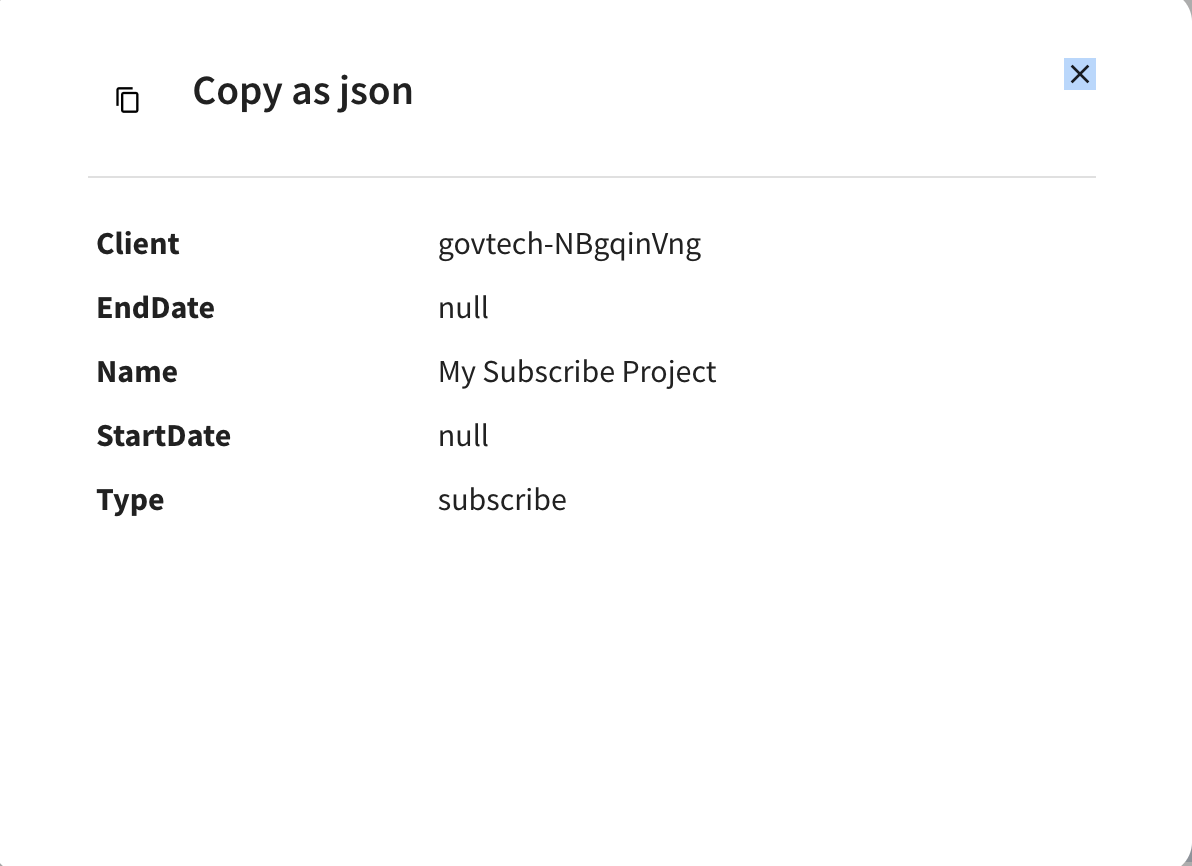 Copy as json
Client govtech-NBgqinVng
EndDate null
Name My Subscribe Project
StartDate null
Type subscribe